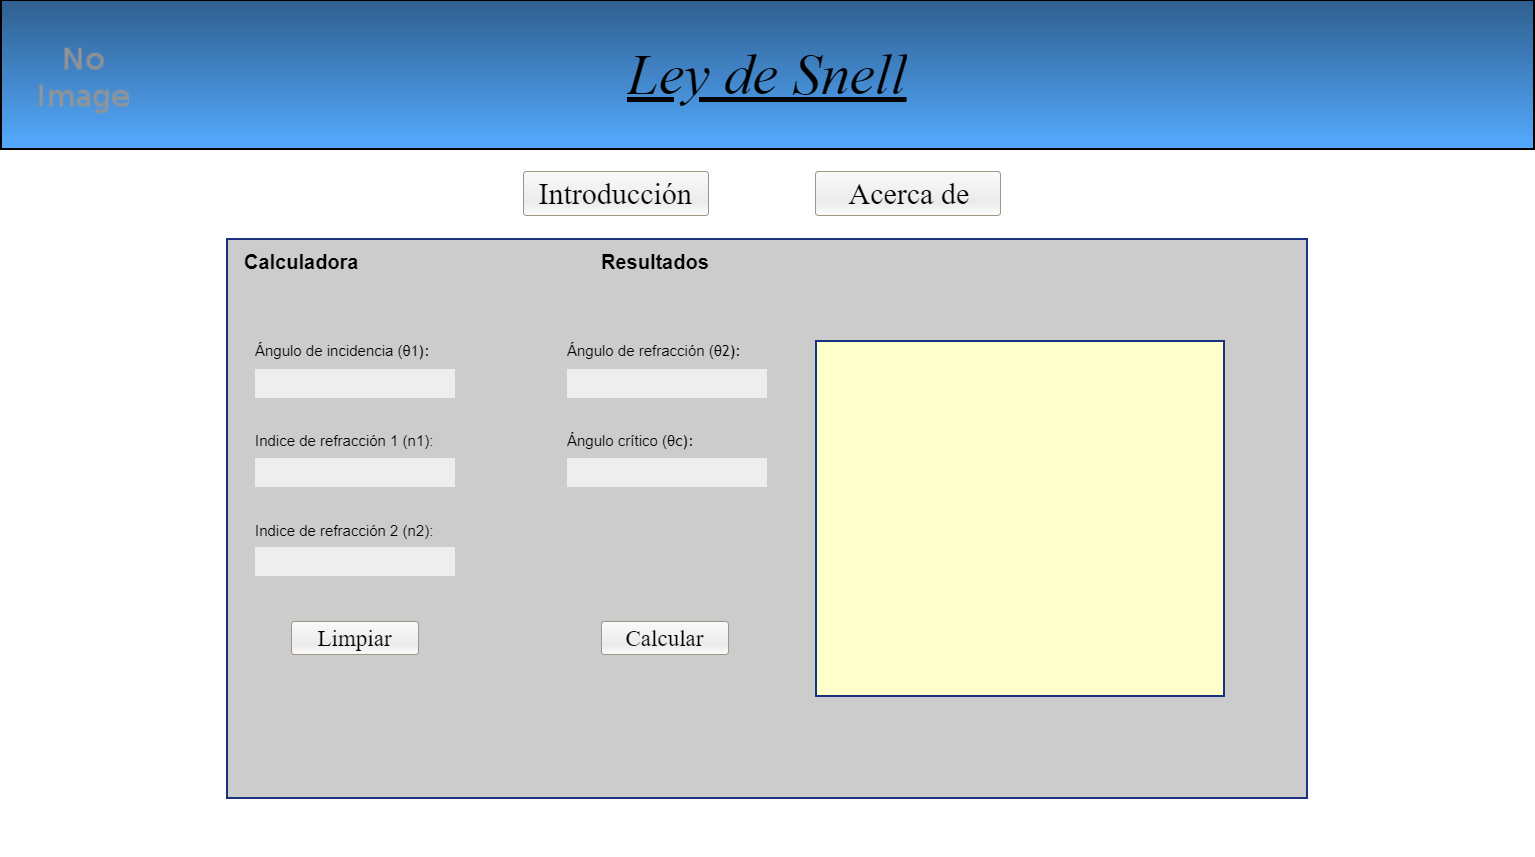 No
Image
Ley de Snell
Introducción
Acerca de
Calculadora
Resultados
Ángulo de incidencia (θ1):
Ángulo de refracción (θ2):
Indice de refracción 1 (n1):
Ángulo crítico (θc):
Indice de refracción 2 (n2):
Limpiar
Calcular